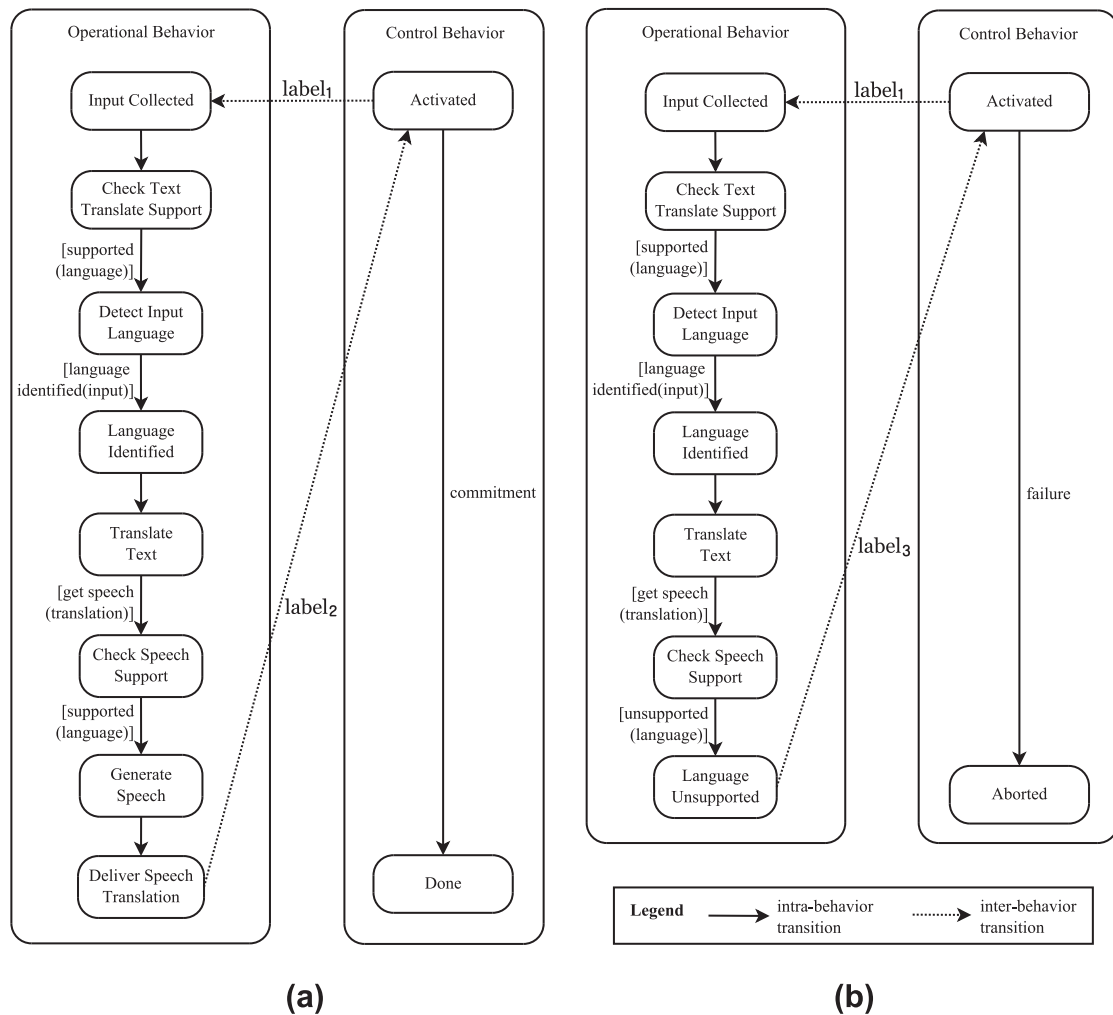 Operational Behavior
Control Behavior
Input Collected
label₁
Activated
Check Text
Translate Support
[supported
(language)]
Detect Input
Language
[language
identified(input)]
Language
Identified
commitment
Translate
Text
[get speech
(translation)]
label₂
Check Speech
Support
[supported
(language)]
Generate
Speech
Deliver Speech
Translation
Done
(a)
Operational Behavior
Control Behavior
Input Collected
label₁
Activated
Check Text
Translate Support
[supported
(language)]
Detect Input
Language
[language
identified(input)]
Language
Identified
failure
Translate
Text
label₃
[get speech
(translation)]
Check Speech
Support
[unsupported
(language)]
Language
Unsupported
Aborted
Legend
intra-behavior
transition
inter-behavior
transition
(b)